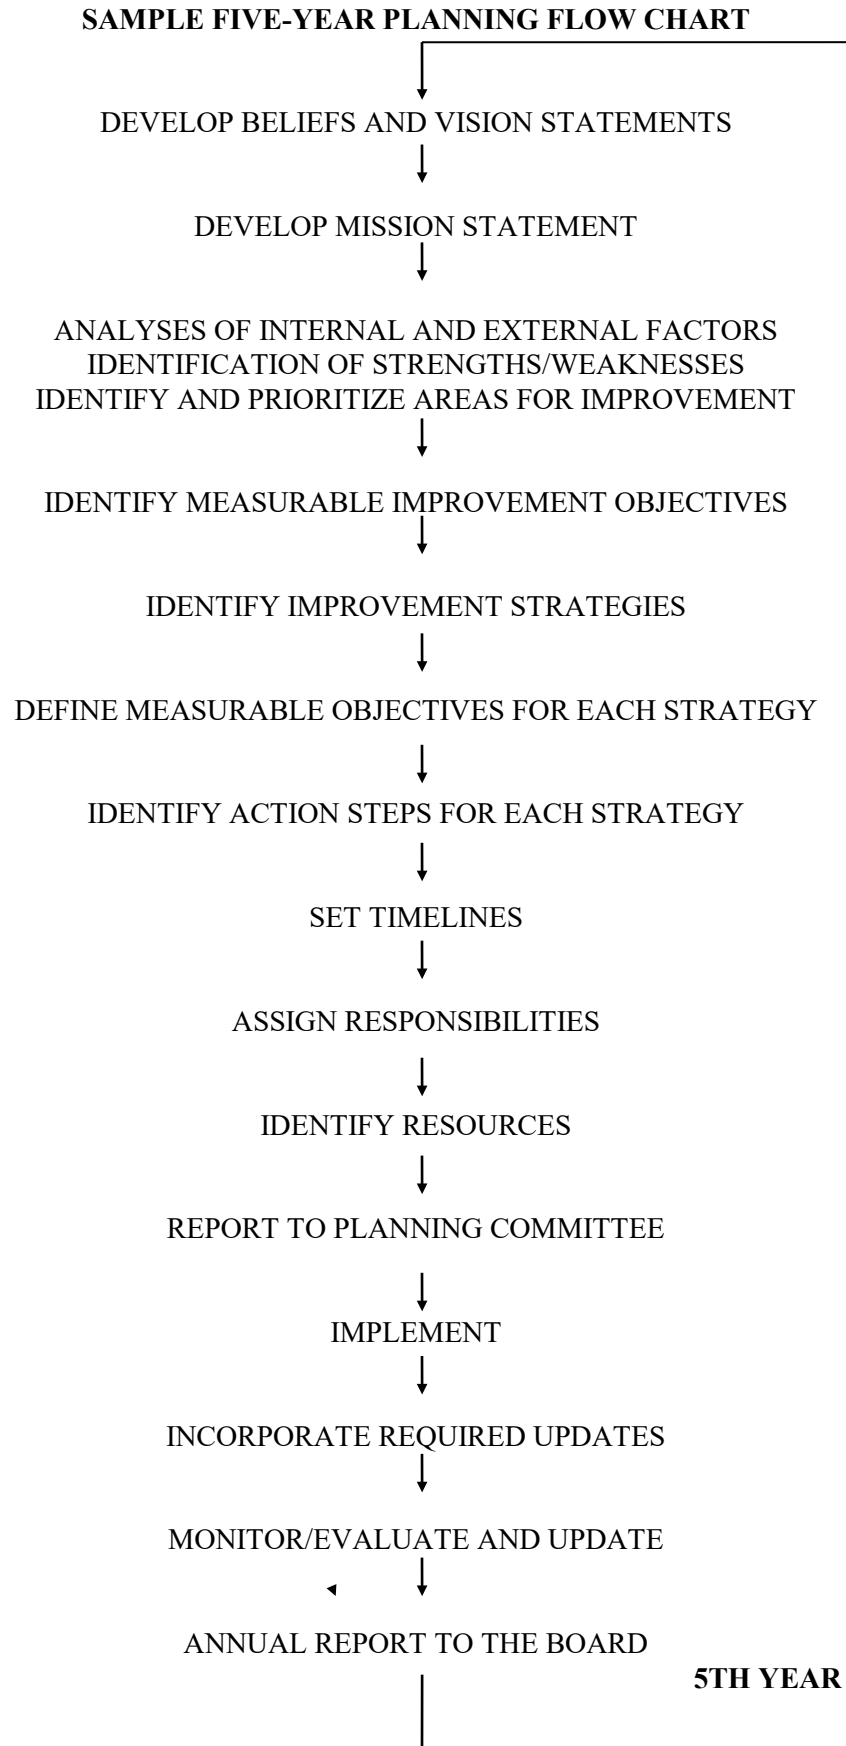 SAMPLE FIVE-YEAR PLANNING FLOW CHART
DEVELOP BELIEFS AND VISION STATEMENTS
DEVELOP MISSION STATEMENT
ANALYSES OF INTERNAL AND EXTERNAL FACTORS
IDENTIFICATION OF STRENGTHS/WEAKNESSES
IDENTIFY AND PRIORITIZE AREAS FOR IMPROVEMENT
IDENTIFY MEASURABLE IMPROVEMENT OBJECTIVES
IDENTIFY IMPROVEMENT STRATEGIES
DEFINE MEASURABLE OBJECTIVES FOR EACH STRATEGY
IDENTIFY ACTION STEPS FOR EACH STRATEGY
SET TIMELINES
ASSIGN RESPONSIBILITIES
IDENTIFY RESOURCES
REPORT TO PLANNING COMMITTEE
IMPLEMENT
INCORPORATE REQUIRED UPDATES
MONITOR/EVALUATE AND UPDATE
ANNUAL REPORT TO THE BOARD
5TH YEAR